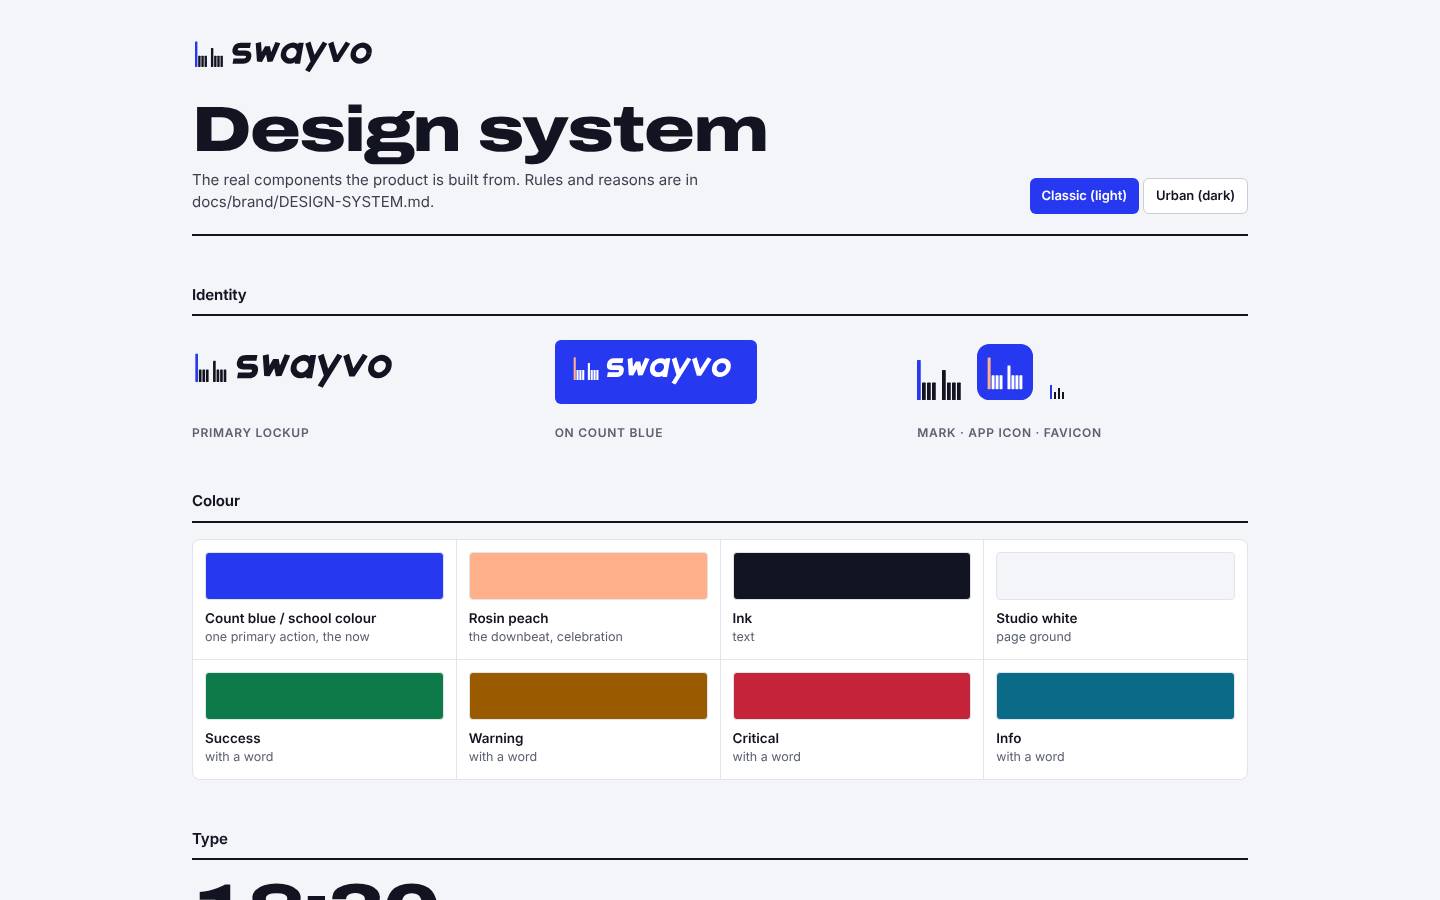 swayvo
Design system
The real components the product is built from. Rules and reasons are in
docs/brand/DESIGN-SYSTEM.md.
Classic (light)
Urban (dark)
Identity
swayvo
swayvo
PRIMARY LOCKUP
ON COUNT BLUE
MARK · APP ICON · FAVICON
Colour
Count blue / school colour
one primary action, the now
Rosin peach
the downbeat, celebration
Ink
text
Studio white
page ground
Success
with a word
Warning
with a word
Critical
with a word
Info
with a word
Type